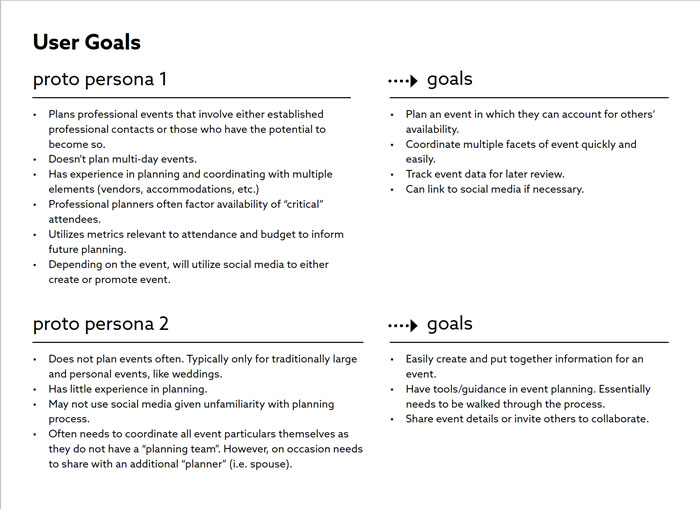 User Goals
proto persona 1
• Plans professional events that involve either established
professional contacts or those who have the potential to
become so.
• Doesn't plan multi-day events.
• Has experience in planning and coordinating with multiple
elements (vendors, accommodations, etc.)
• Professional planners often factor availability of “critical”
attendees.
• Utilizes metrics relevant to attendance and budget to inform
future planning.
• Depending on the event, will utilize social media to either
create or promote event.
goals
• Plan an event in which they can account for others’
availability.
• Coordinate multiple facets of event quickly and
easily.
• Track event data for later review.
• Can link to social media if necessary.
proto persona 2
• Does not plan events often. Typically only for traditionally large
and personal events, like weddings.
• Has little experience in planning.
• May not use social media given unfamiliarity with planning
process.
• Often needs to coordinate all event particulars themselves as
they do not have a “planning team”. However, on occasion needs
to share with an additional “planner” (i.e. spouse).
goals
• Easily create and put together information for an
event.
• Have tools/guidance in event planning. Essentially
needs to be walked through the process.
• Share event details or invite others to collaborate.